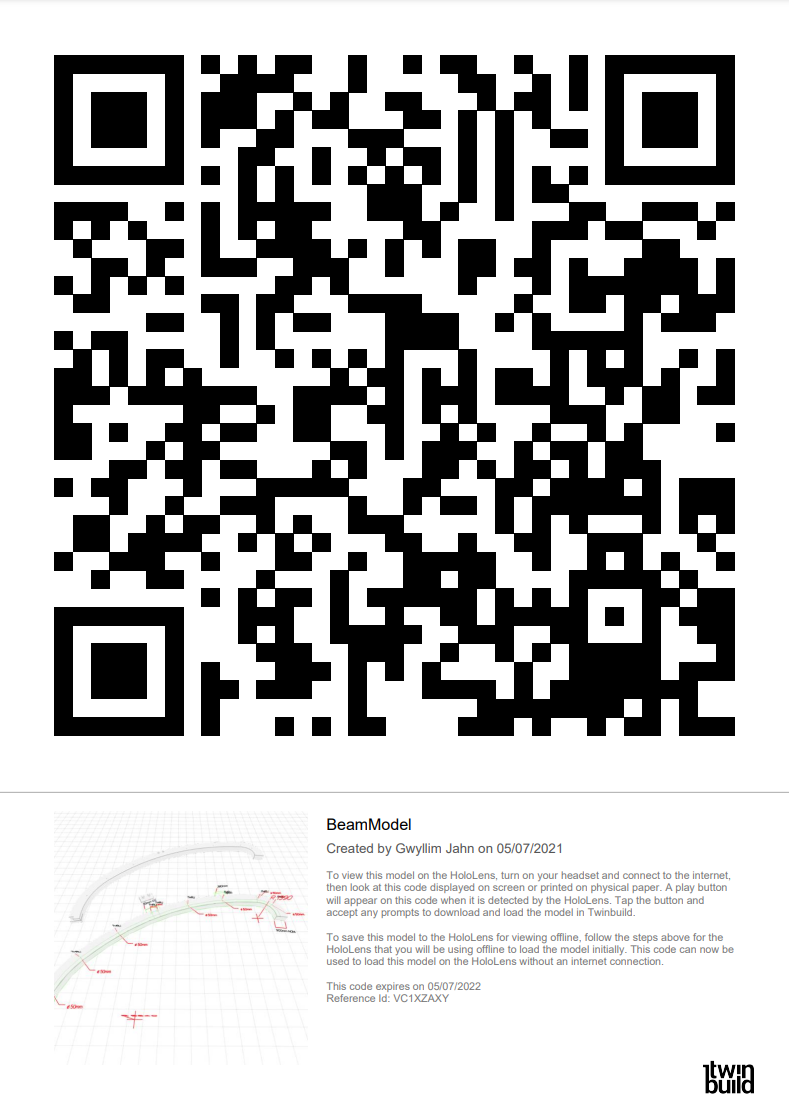 BeamModel
Created by Gwyllim Jahn on 05/07/2021
To view this model on the HoloLens, turn on your headset and connect to the internet,
then look at this code displayed on screen or printed on physical paper. A play button
will appear on this code when it is detected by the HoloLens. Tap the button and
accept any prompts to download and load the model in Twinbuild.
To save this model to the HoloLens for viewing offline, follow the steps above for the
HoloLens that you will be using offline to load the model initially. This code can now be
used to load this model on the HoloLens without an internet connection.
This code expires on 05/07/2022
Reference Id: VC1XZAXY
twin
build